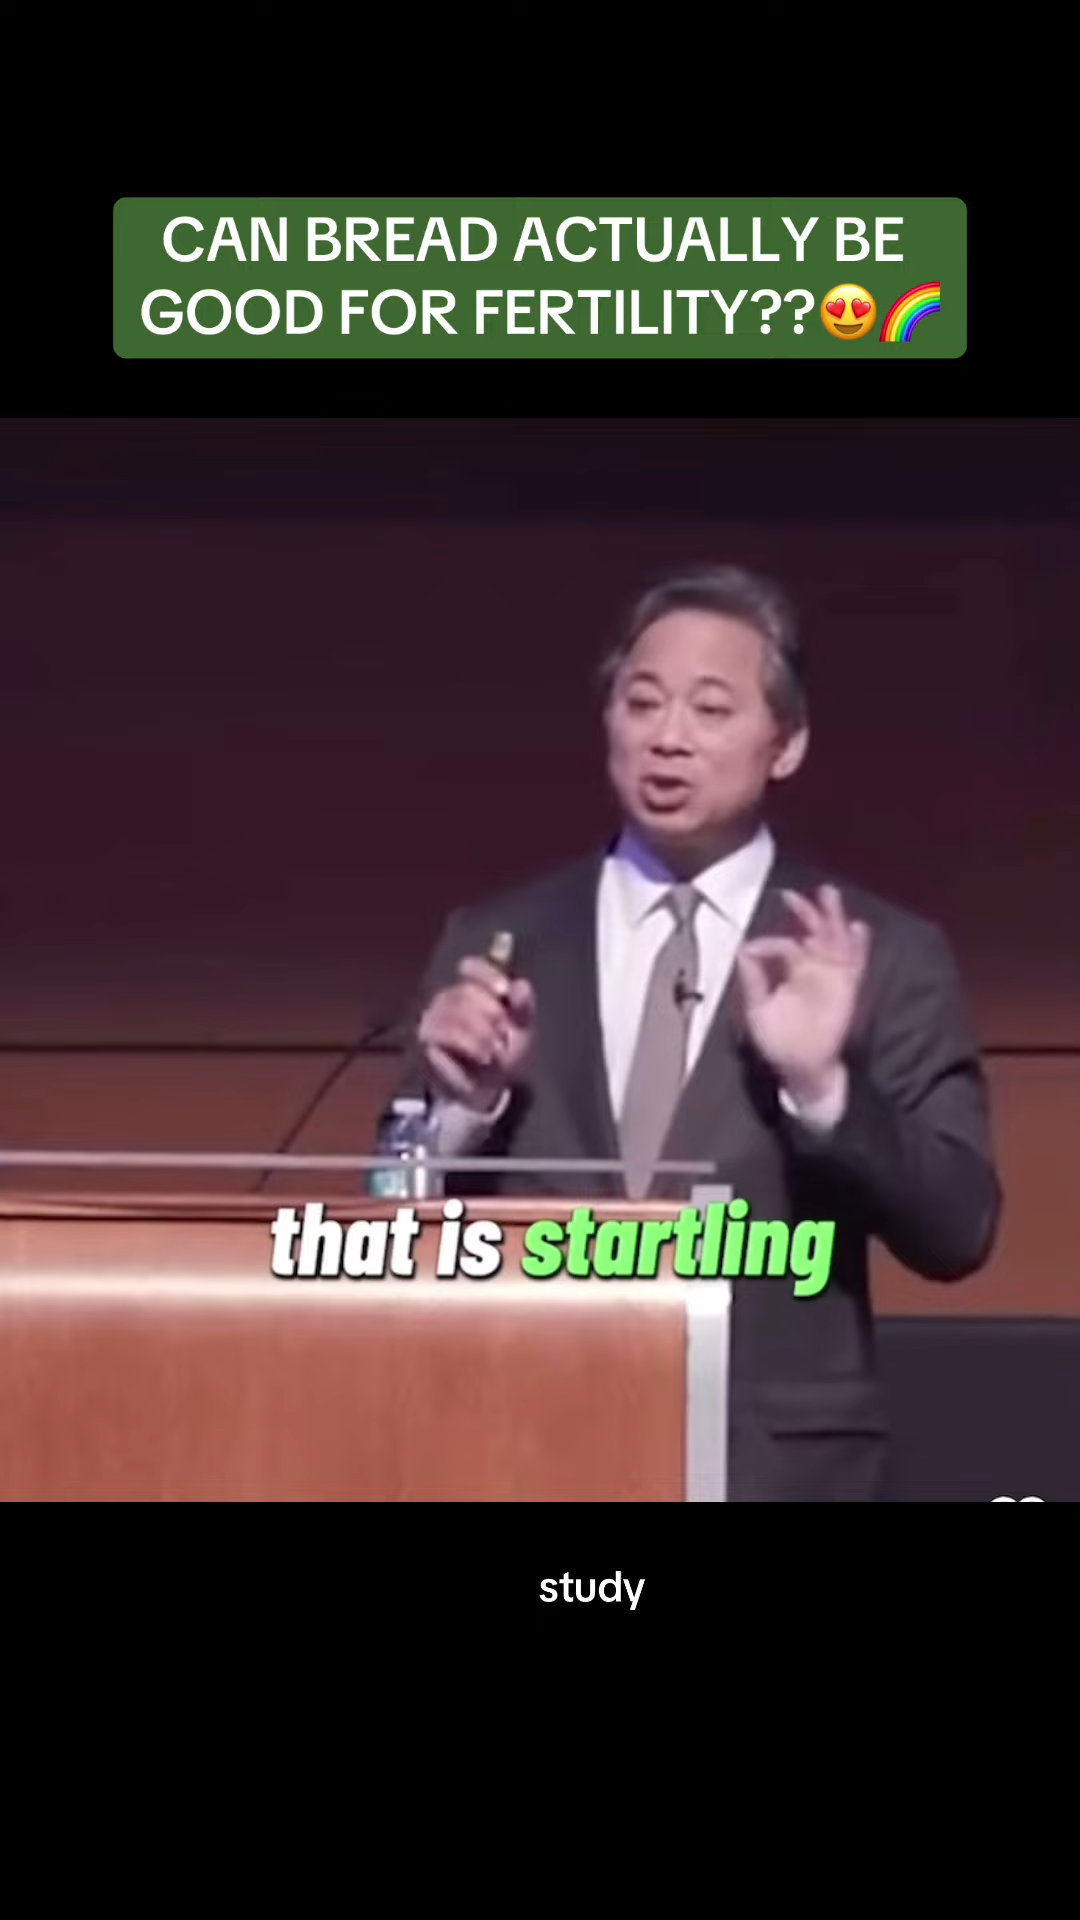 CAN BREAD ACTUALLY BE
GOOD FOR FERTILITY??😍🌈
that is startling
study